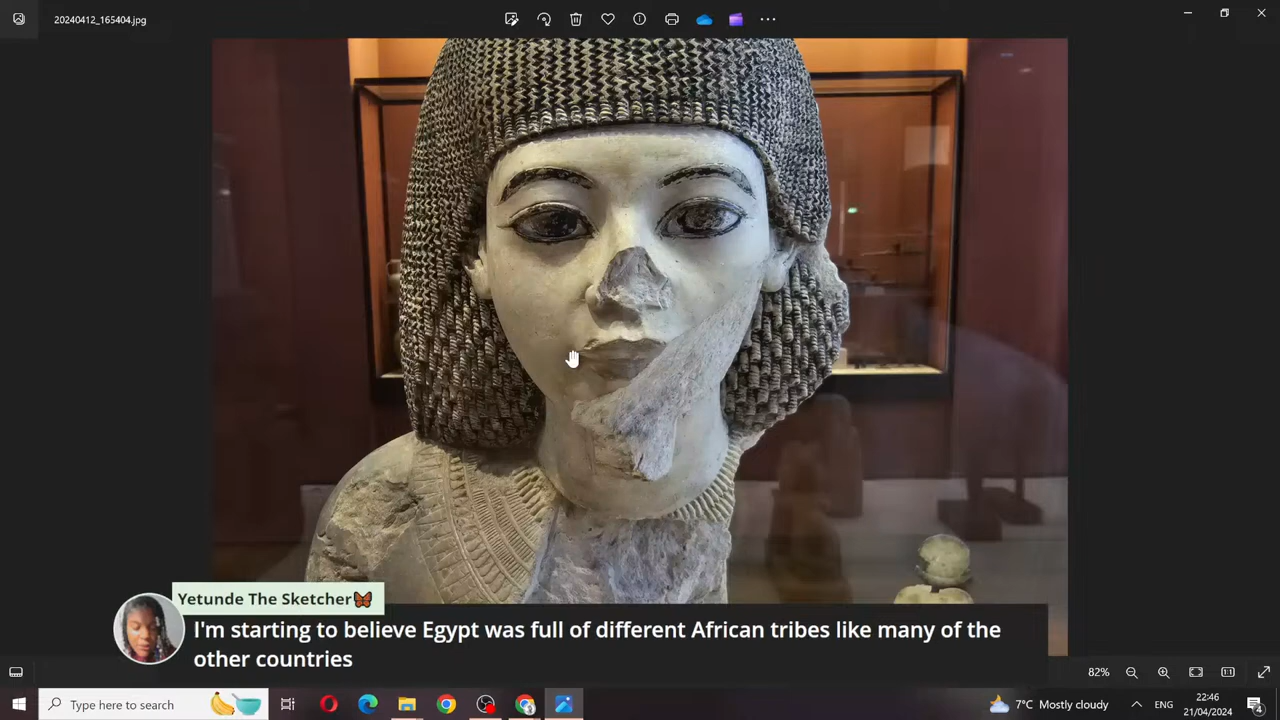 20240412_165404.jpg
Yetunde The Sketcher🦋
I'm starting to believe Egypt was full of different African tribes like many of the
other countries
82%
Type here to search
7°C Mostly cloudy
ENG
22:46
21/04/2024
4